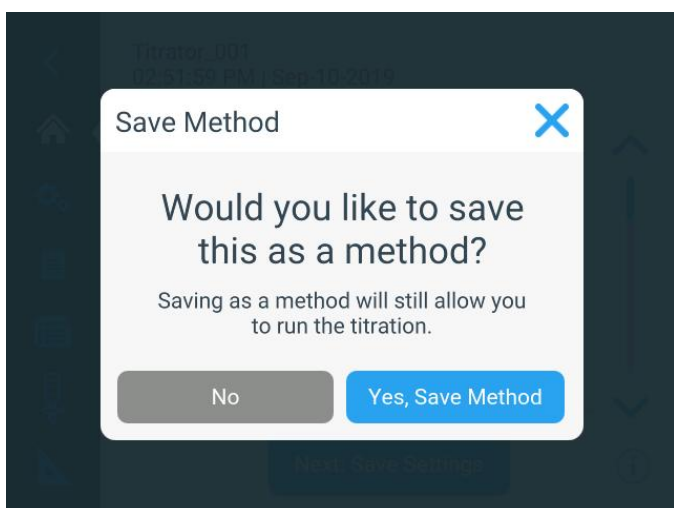 Titrator_001
02:51:59 PM | Sep-10-2019
Save Method
Would you like to save
this as a method?
Saving as a method will still allow you
to run the titration.
No
Yes, Save Method
Next: Save Settings